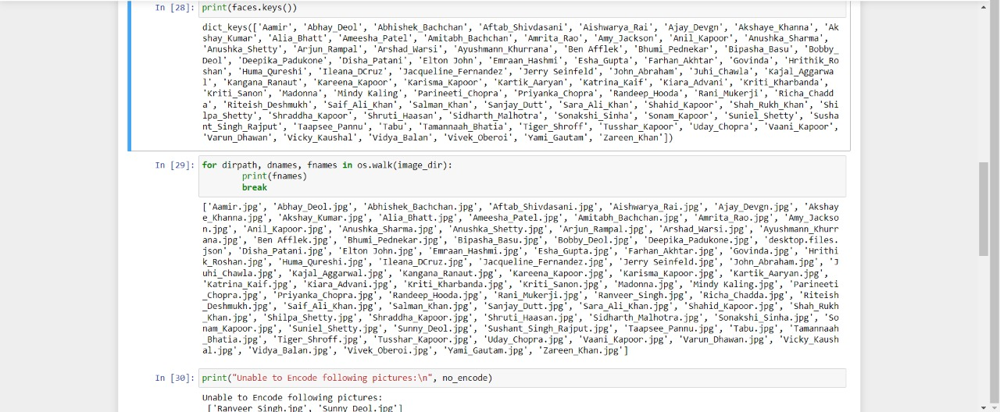 In [28]: print(faces.keys())
dict_keys(['Aamir', 'Abhay_Deol', 'Abhishek_Bachchan', 'Aftab_Shivdasani', 'Aishwarya_Rai', 'Ajay_Devgn', 'Akshaye_Khanna', 'Ak
shay_Kumar', 'Alia_Bhatt', 'Ameesha_Patel', 'Amitabh_Bachchan', 'Amrita_Rao', 'Amy_Jackson', 'Anil_Kapoor', 'Anushka_Sharma',
'Anushka_Shetty', 'Arjun_Rampal', 'Arshad_Warsi', 'Ayushmann_Khurrana', 'Ben Afflek', 'Bhumi_Pednekar', 'Bipasha_Basu', 'Bobby_
Deol', 'Deepika_Padukone', 'Disha_Patani', 'Elton John', 'Emraan_Hashmi', 'Esha_Gupta', 'Farhan_Akhtar', 'Govinda', 'Hrithik_Ro
shan', 'Huma_Qureshi', 'Ileana_DCruz', 'Jacqueline_Fernandez', 'Jerry Seinfeld', 'John_Abraham', 'Juhi_Chawla', 'Kajal_Aggarwa
l', 'Kangana_Ranaut', 'Kareena_Kapoor', 'Karisma_Kapoor', 'Kartik_Aaryan', 'Katrina_Kaif', 'Kiara_Advani', 'Kriti_Kharbanda',
'Kriti_Sanon', 'Madonna', 'Mindy Kaling', 'Parineeti_Chopra', 'Priyanka_Chopra', 'Randeep_Hooda', 'Rani_Mukerji', 'Richa_Chadd
a', 'Riteish_Deshmukh', 'Saif_Ali_Khan', 'Salman_Khan', 'Sanjay_Dutt', 'Sara_Ali_Khan', 'Shahid_Kapoor', 'Shah_Rukh_Khan', 'Shi
lpa_Shetty', 'Shraddha_Kapoor', 'Shruti_Haasan', 'Sidharth_Malhotra', 'Sonakshi_Sinha', 'Sonam_Kapoor', 'Suniel_Shetty', 'Susha
nt_Singh_Rajput', 'Taapsee_Pannu', 'Tabu', 'Tamannaah_Bhatia', 'Tiger_Shroff', 'Tusshar_Kapoor', 'Uday_Chopra', 'Vaani_Kapoor',
'Varun_Dhawan', 'Vicky_Kaushal', 'Vidya_Balan', 'Vivek_Oberoi', 'Yami_Gautam', 'Zareen_Khan'])
In [29]: for dirpath, dnames, fnames in os.walk(image_dir):
print(fnames)
break
['Aamir.jpg', 'Abhay_Deol.jpg', 'Abhishek_Bachchan.jpg', 'Aftab_Shivdasani.jpg', 'Aishwarya_Rai.jpg', 'Ajay_Devgn.jpg', 'Akshay
e_Khanna.jpg', 'Akshay_Kumar.jpg', 'Alia_Bhatt.jpg', 'Ameesha_Patel.jpg', 'Amitabh_Bachchan.jpg', 'Amrita_Rao.jpg', 'Amy_Jackso
n.jpg', 'Anil_Kapoor.jpg', 'Anushka_Sharma.jpg', 'Anushka_Shetty.jpg', 'Arjun_Rampal.jpg', 'Arshad_Warsi.jpg', 'Ayushmann_Khurr
ana.jpg', 'Ben Afflek.jpg', 'Bhumi_Pednekar.jpg', 'Bipasha_Basu.jpg', 'Bobby_Deol.jpg', 'Deepika_Padukone.jpg', 'desktop.files.
json', 'Disha_Patani.jpg', 'Elton John.jpg', 'Emraan_Hashmi.jpg', 'Esha_Gupta.jpg', 'Farhan_Akhtar.jpg', 'Govinda.jpg', 'Hrithi
k_Roshan.jpg', 'Huma_Qureshi.jpg', 'Ileana_DCruz.jpg', 'Jacqueline_Fernandez.jpg', 'Jerry Seinfeld.jpg', 'John_Abraham.jpg', 'J
uhi_Chawla.jpg', 'Kajal_Aggarwal.jpg', 'Kangana_Ranaut.jpg', 'Kareena_Kapoor.jpg', 'Karisma_Kapoor.jpg', 'Kartik_Aaryan.jpg',
'Katrina_Kaif.jpg', 'Kiara_Advani.jpg', 'Kriti_Kharbanda.jpg', 'Kriti_Sanon.jpg', 'Madonna.jpg', 'Mindy Kaling.jpg', 'Parineeti
_Chopra.jpg', 'Priyanka_Chopra.jpg', 'Randeep_Hooda.jpg', 'Rani_Mukerji.jpg', 'Ranveer_Singh.jpg', 'Richa_Chadda.jpg', 'Riteish
_Deshmukh.jpg', 'Saif_Ali_Khan.jpg', 'Salman_Khan.jpg', 'Sanjay_Dutt.jpg', 'Sara_Ali_Khan.jpg', 'Shahid_Kapoor.jpg', 'Shah_Rukh
_Khan.jpg', 'Shilpa_Shetty.jpg', 'Shraddha_Kapoor.jpg', 'Shruti_Haasan.jpg', 'Sidharth_Malhotra.jpg', 'Sonakshi_Sinha.jpg', 'So
nam_Kapoor.jpg', 'Suniel_Shetty.jpg', 'Sunny_Deol.jpg', 'Sushant_Singh_Rajput.jpg', 'Taapsee_Pannu.jpg', 'Tabu.jpg', 'Tamannaah
_Bhatia.jpg', 'Tiger_Shroff.jpg', 'Tusshar_Kapoor.jpg', 'Uday_Chopra.jpg', 'Vaani_Kapoor.jpg', 'Varun_Dhawan.jpg', 'Vicky_Kaush
al.jpg', 'Vidya_Balan.jpg', 'Vivek_Oberoi.jpg', 'Yami_Gautam.jpg', 'Zareen_Khan.jpg']
In [30]: print("Unable to Encode following pictures:\n", no_encode)
Unable to Encode following pictures:
['Ranveer_Singh.jpg', 'Sunny_Deol.jpg']